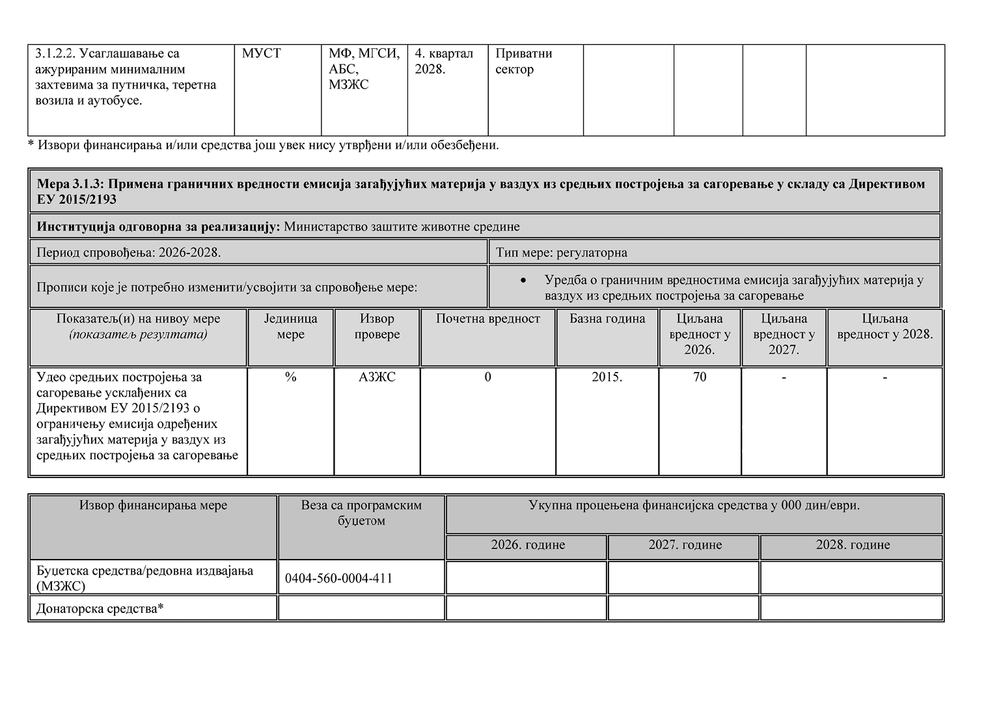 3.1.2.2. Усаглашавање са
ажурираним минималним
захтевима за путничка, теретна
возила и аутобусе.
МУСТ
МФ, МГСИ,
АБС,
МЗЖС
4. квартал
2028.
Приватни
сектор
* Извори финансирања и/или средства још увек нису утврђени и/или обезбеђени.
Мера 3.1.3: Примена граничних вредности емисија загађујућих материја у ваздух из средњих постројења за сагоревање у складу са Директивом
ЕУ 2015/2193
Институција одговорна за реализацију: Министарство заштите животне средине
Период спровођења: 2026-2028.
Тип мере: регулаторна
Прописи које је потребно изменити/усвојити за спровођење мере:
• Уредба о граничним вредностима емисија загађујућих материја у
ваздух из средњих постројења за сагоревање
Показатељ(и) на нивоу мере
(показатељ резултата)
Јединица
мере
Извор
провере
Почетна вредност
Базна година
Циљана
вредност у
2026.
Циљана
вредност у
2027.
Циљана
вредност у 2028.
Удео средњих постројења за
сагоревање усклађених са
Директивом ЕУ 2015/2193 о
ограничењу емисија одређених
загађујућих материја у ваздух из
средњих постројења за сагоревање
%
АЗЖС
0
2015.
70
-
-
Извор финансирања мере
Веза са програмским
буџетом
Укупна процењена финансијска средства у 000 дин/еври.
2026. године
2027. године
2028. године
Буџетска средства/редовна издвајања
(МЗЖС)
0404-560-0004-411
Донаторска средства*